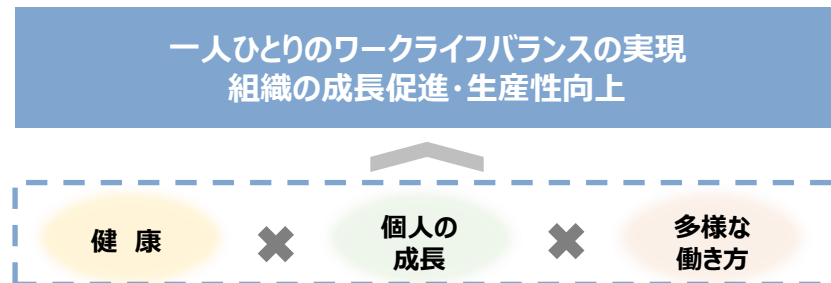 一人ひとりのワークライフバランスの実現
組織の成長促進・生産性向上
健 康
個人の
成長
多様な
働き方